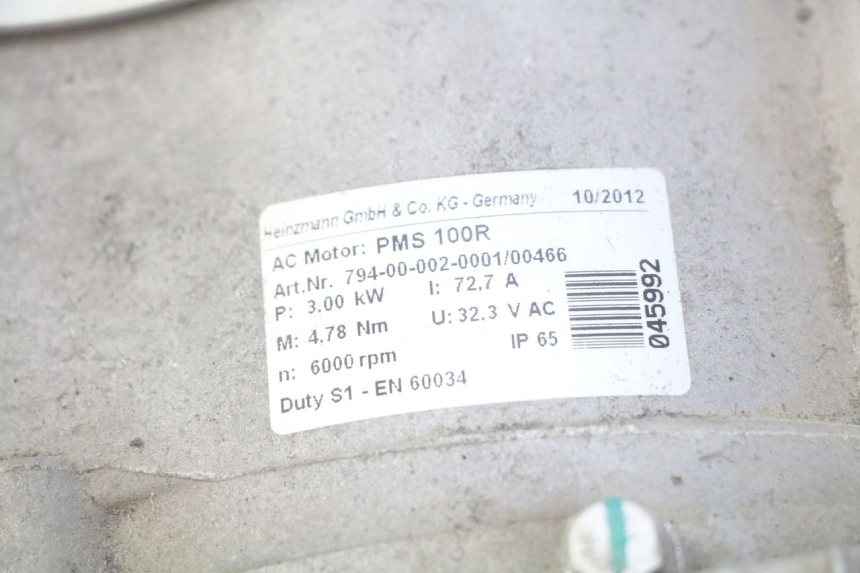 Heinzmann GmbH & Co. KG - Germany 10/2012
AC Motor: PMS 100R
Art.Nr. 794-00-002-0001/00466
P: 3.00 kW I: 72.7 A
M: 4.78 Nm U: 32.3 V AC
n: 6000 rpm IP 65
Duty S1 - EN 60034
045992